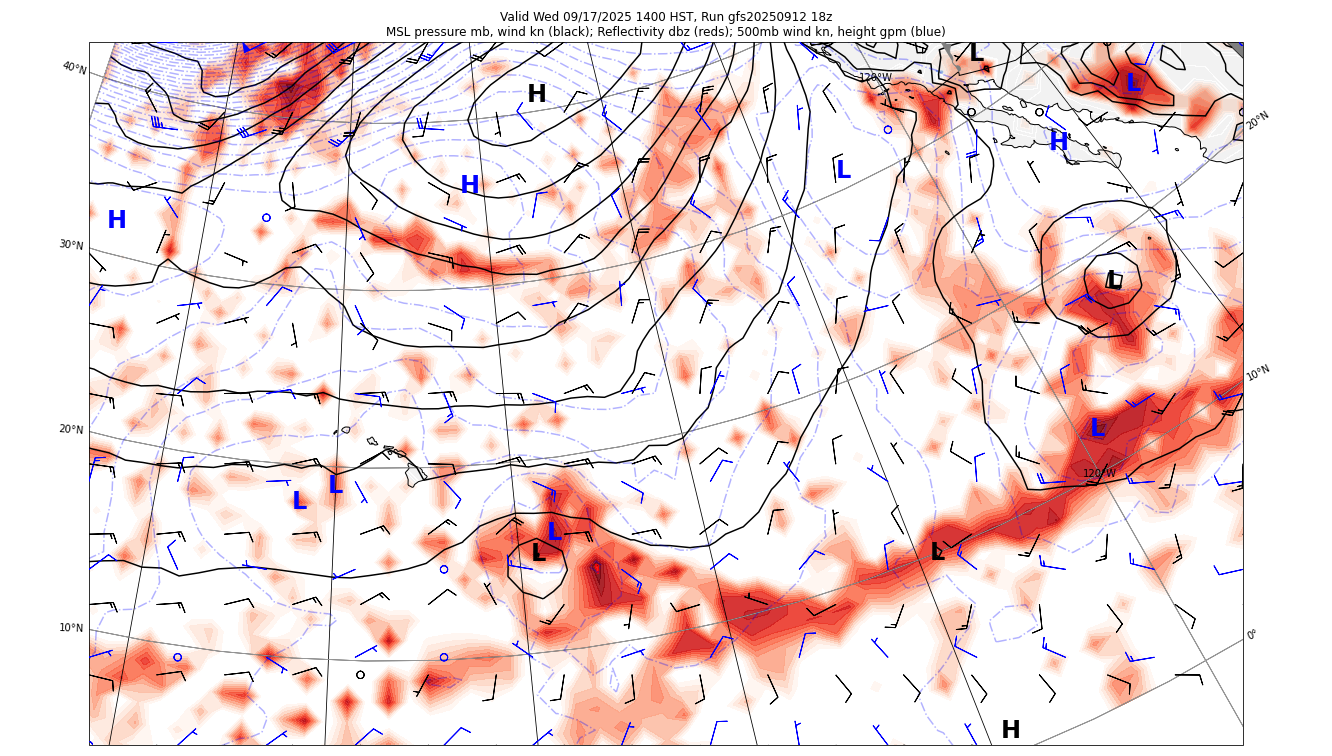 Valid Wed 09/17/2025 1400 HST, Run gfs20250912 18z
MSL pressure mb, wind kn (black); Reflectivity dbz (reds); 500mb wind kn, height gpm (blue)
L
40°N
120°W
L
H
20°N
H
L
H
H
30°N
L
10°N
20°N
L
120°W
L
L
L
L
L
10°N
0°
H